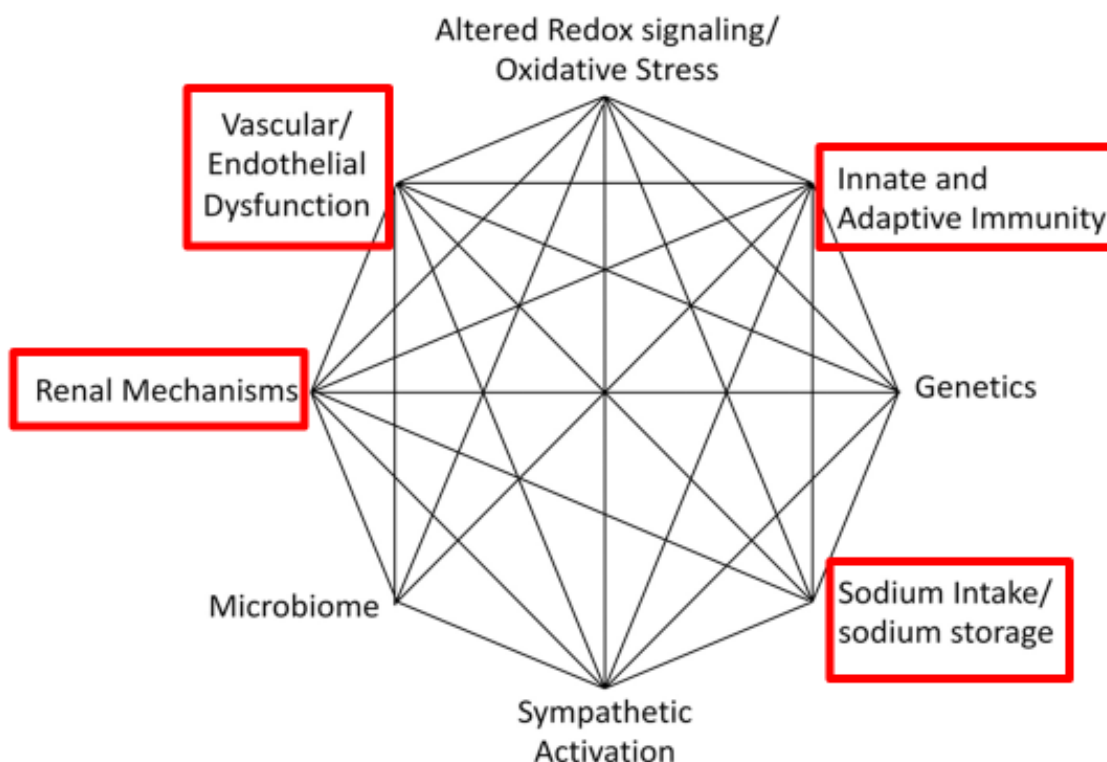 Altered Redox signaling/
Oxidative Stress
Vascular/
Endothelial
Dysfunction
Innate and
Adaptive Immunity
Renal Mechanisms
Genetics
Microbiome
Sodium Intake/
sodium storage
Sympathetic
Activation